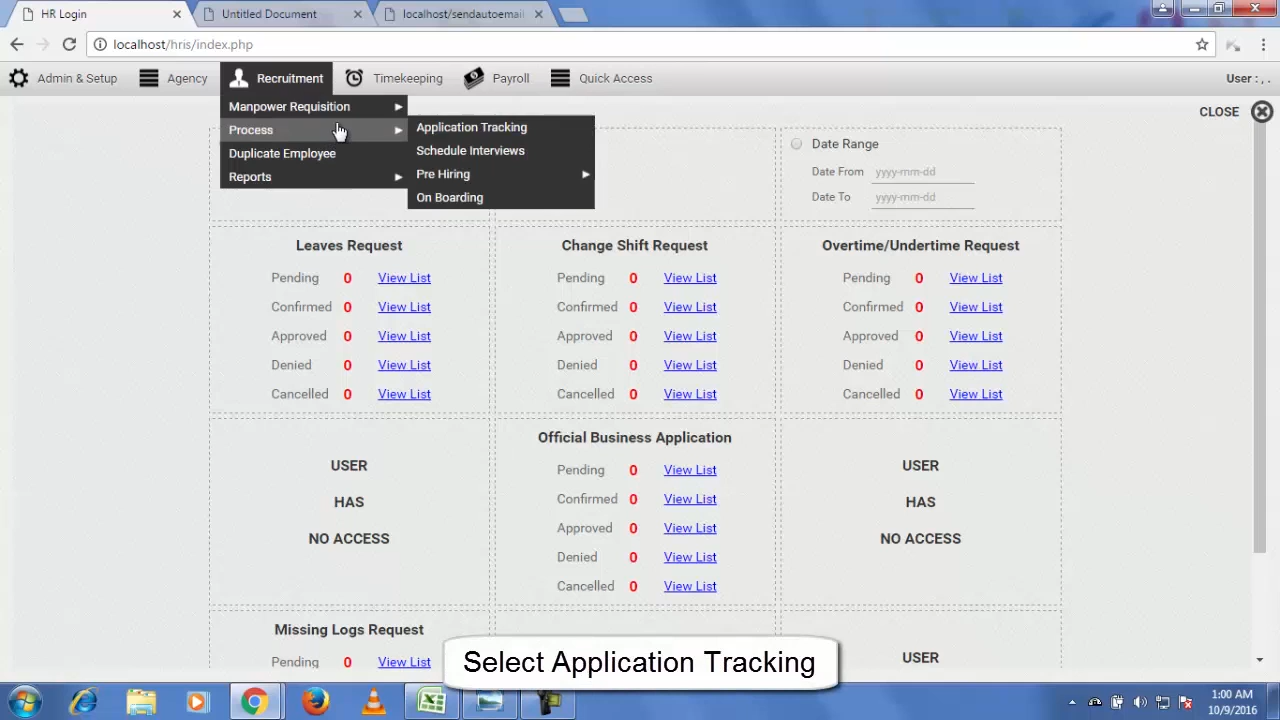 HR Login
Untitled Document
localhost/sendautoemail
localhost/hris/index.php
Admin & Setup
Agency
Recruitment
Timekeeping
Payroll
Quick Access
User : , .
Manpower Requisition
Process
Duplicate Employee
Reports
Application Tracking
Schedule Interviews
Pre Hiring
On Boarding
CLOSE
Date Range
Date From yyyy-mm-dd
Date To yyyy-mm-dd
Leaves Request
Pending 0 View List
Confirmed 0 View List
Approved 0 View List
Denied 0 View List
Cancelled 0 View List
Change Shift Request
Pending 0 View List
Confirmed 0 View List
Approved 0 View List
Denied 0 View List
Cancelled 0 View List
Overtime/Undertime Request
Pending 0 View List
Confirmed 0 View List
Approved 0 View List
Denied 0 View List
Cancelled 0 View List
USER
HAS
NO ACCESS
Official Business Application
Pending 0 View List
Confirmed 0 View List
Approved 0 View List
Denied 0 View List
Cancelled 0 View List
USER
HAS
NO ACCESS
Missing Logs Request
Pending 0 View List
USER
Select Application Tracking
1:00 AM
10/9/2016